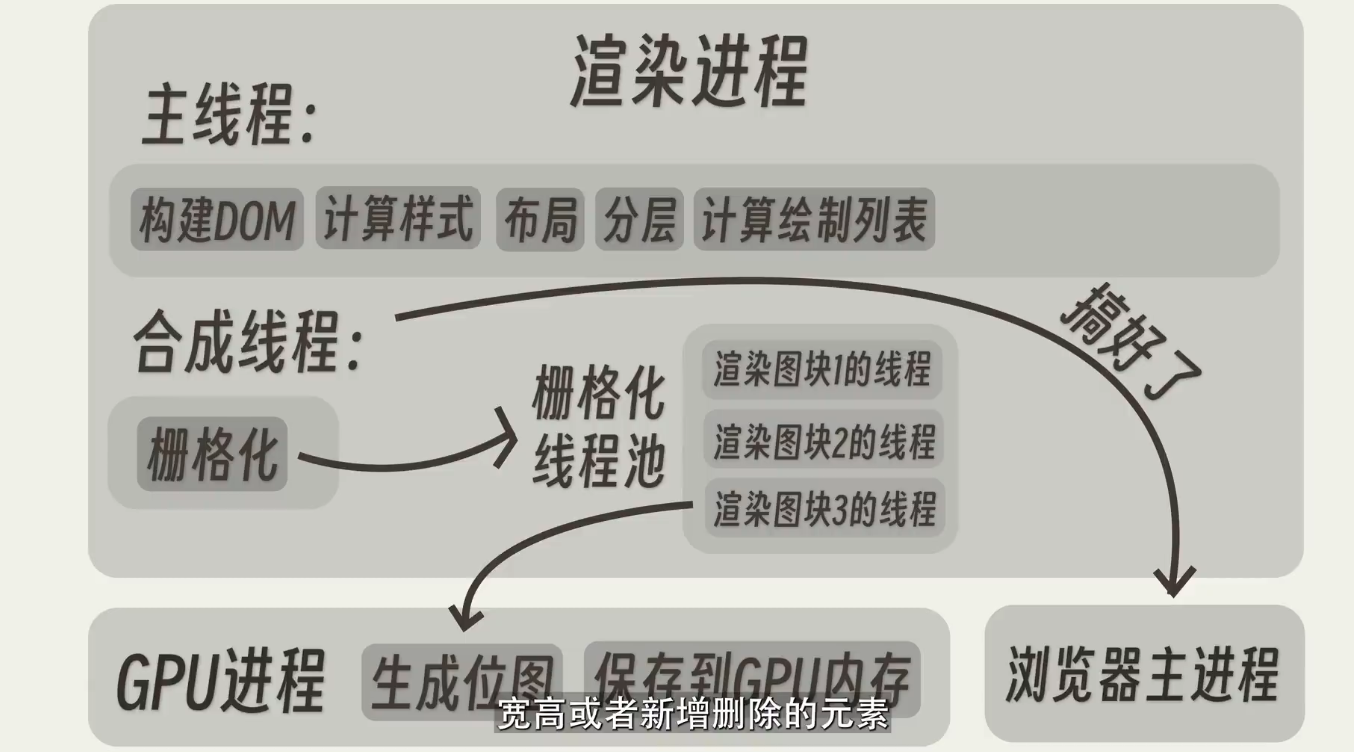 渲染进程
主线程：
构建DOM 计算样式 布局 分层 计算绘制列表
合成线程：
搞好了
栅格化
栅格化
线程池
渲染图块1的线程
渲染图块2的线程
渲染图块3的线程
GPU进程 生成位图 保存到GPU内存
浏览器主进程
宽高或者新增删除的元素